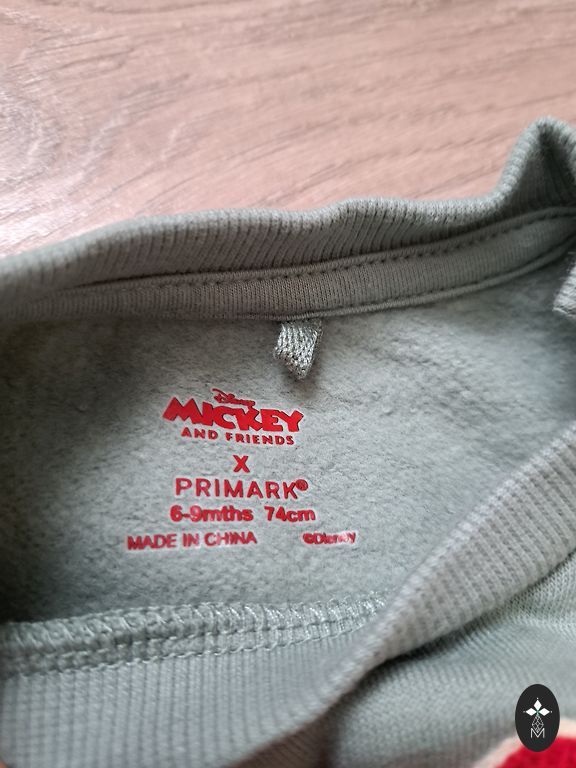 Disney
MICKEY
AND FRIENDS
X
PRIMARK®
6-9mths 74cm
MADE IN CHINA ©Disney
M